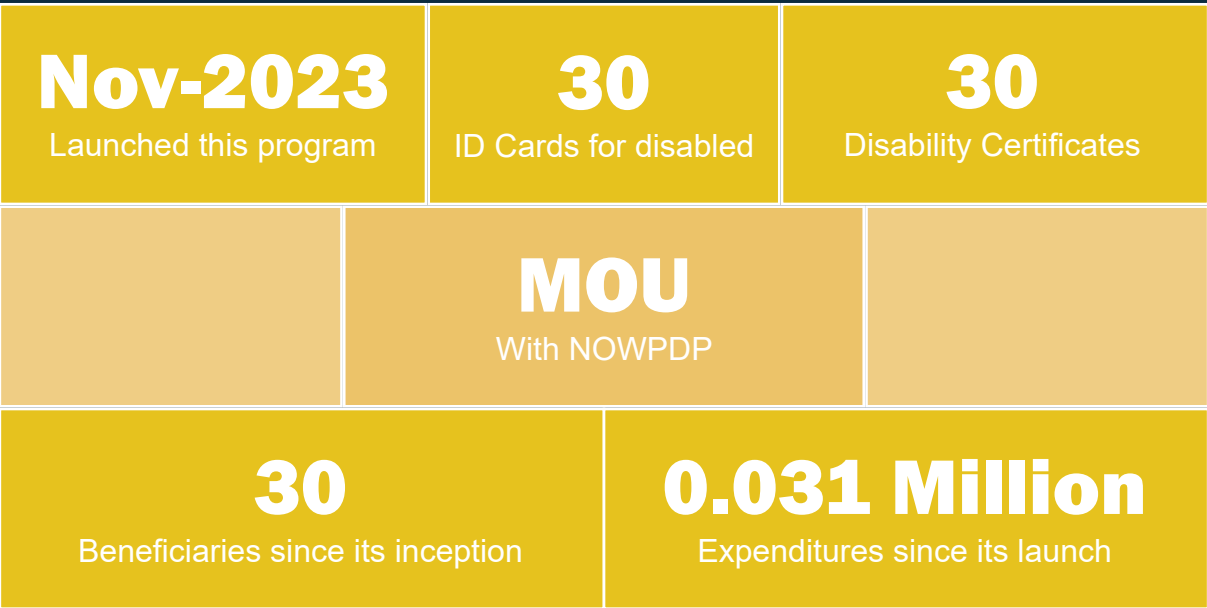 Nov-2023
Launched this program
30
ID Cards for disabled
30
Disability Certificates
MOU
With NOWPDP
30
Beneficiaries since its inception
0.031 Million
Expenditures since its launch